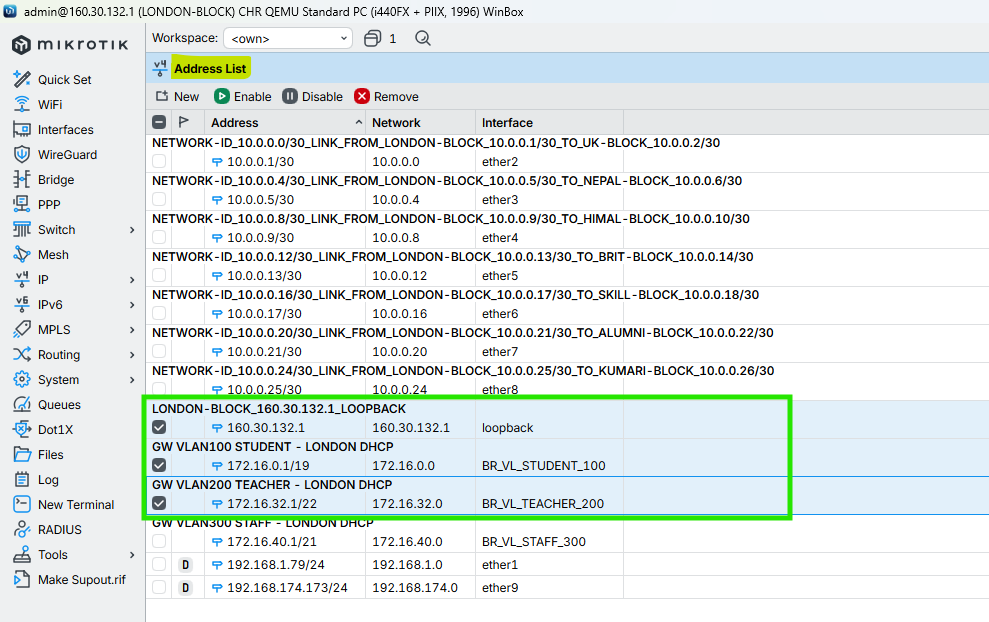 admin@160.30.132.1 (LONDON-BLOCK) CHR QEMU Standard PC (i440FX + PIIX, 1996) WinBox
MIKROTIK
Workspace: <own> 1
Address List
New Enable Disable Remove
Address Network Interface
NETWORK-ID_10.0.0.0/30_LINK_FROM_LONDON-BLOCK_10.0.0.1/30_TO_UK-BLOCK_10.0.0.2/30
10.0.0.1/30 10.0.0.0 ether2
NETWORK-ID_10.0.0.4/30_LINK_FROM_LONDON-BLOCK_10.0.0.5/30_TO_NEPAL-BLOCK_10.0.0.6/30
10.0.0.5/30 10.0.0.4 ether3
NETWORK-ID_10.0.0.8/30_LINK_FROM_LONDON-BLOCK_10.0.0.9/30_TO_HIMAL-BLOCK_10.0.0.10/30
10.0.0.9/30 10.0.0.8 ether4
NETWORK-ID_10.0.0.12/30_LINK_FROM_LONDON-BLOCK_10.0.0.13/30_TO_BRIT-BLOCK_10.0.0.14/30
10.0.0.13/30 10.0.0.12 ether5
NETWORK-ID_10.0.0.16/30_LINK_FROM_LONDON-BLOCK_10.0.0.17/30_TO_SKILL-BLOCK_10.0.0.18/30
10.0.0.17/30 10.0.0.16 ether6
NETWORK-ID_10.0.0.20/30_LINK_FROM_LONDON-BLOCK_10.0.0.21/30_TO_ALUMNI-BLOCK_10.0.0.22/30
10.0.0.21/30 10.0.0.20 ether7
NETWORK-ID_10.0.0.24/30_LINK_FROM_LONDON-BLOCK_10.0.0.25/30_TO_KUMARI-BLOCK_10.0.0.26/30
10.0.0.25/30 10.0.0.24 ether8
LONDON-BLOCK_160.30.132.1_LOOPBACK
160.30.132.1 160.30.132.1 loopback
GW VLAN100 STUDENT - LONDON DHCP
172.16.0.1/19 172.16.0.0 BR_VL_STUDENT_100
GW VLAN200 TEACHER - LONDON DHCP
172.16.32.1/22 172.16.32.0 BR_VL_TEACHER_200
GW VLAN300 STAFF - LONDON DHCP
172.16.40.1/21 172.16.40.0 BR_VL_STAFF_300
D 192.168.1.79/24 192.168.1.0 ether1
D 192.168.174.173/24 192.168.174.0 ether9
Quick Set
WiFi
Interfaces
WireGuard
Bridge
PPP
Switch
Mesh
v4 IP
v6 IPv6
MPLS
Routing
System
Queues
Dot1X
Files
Log
New Terminal
RADIUS
Tools
Make Supout.rif